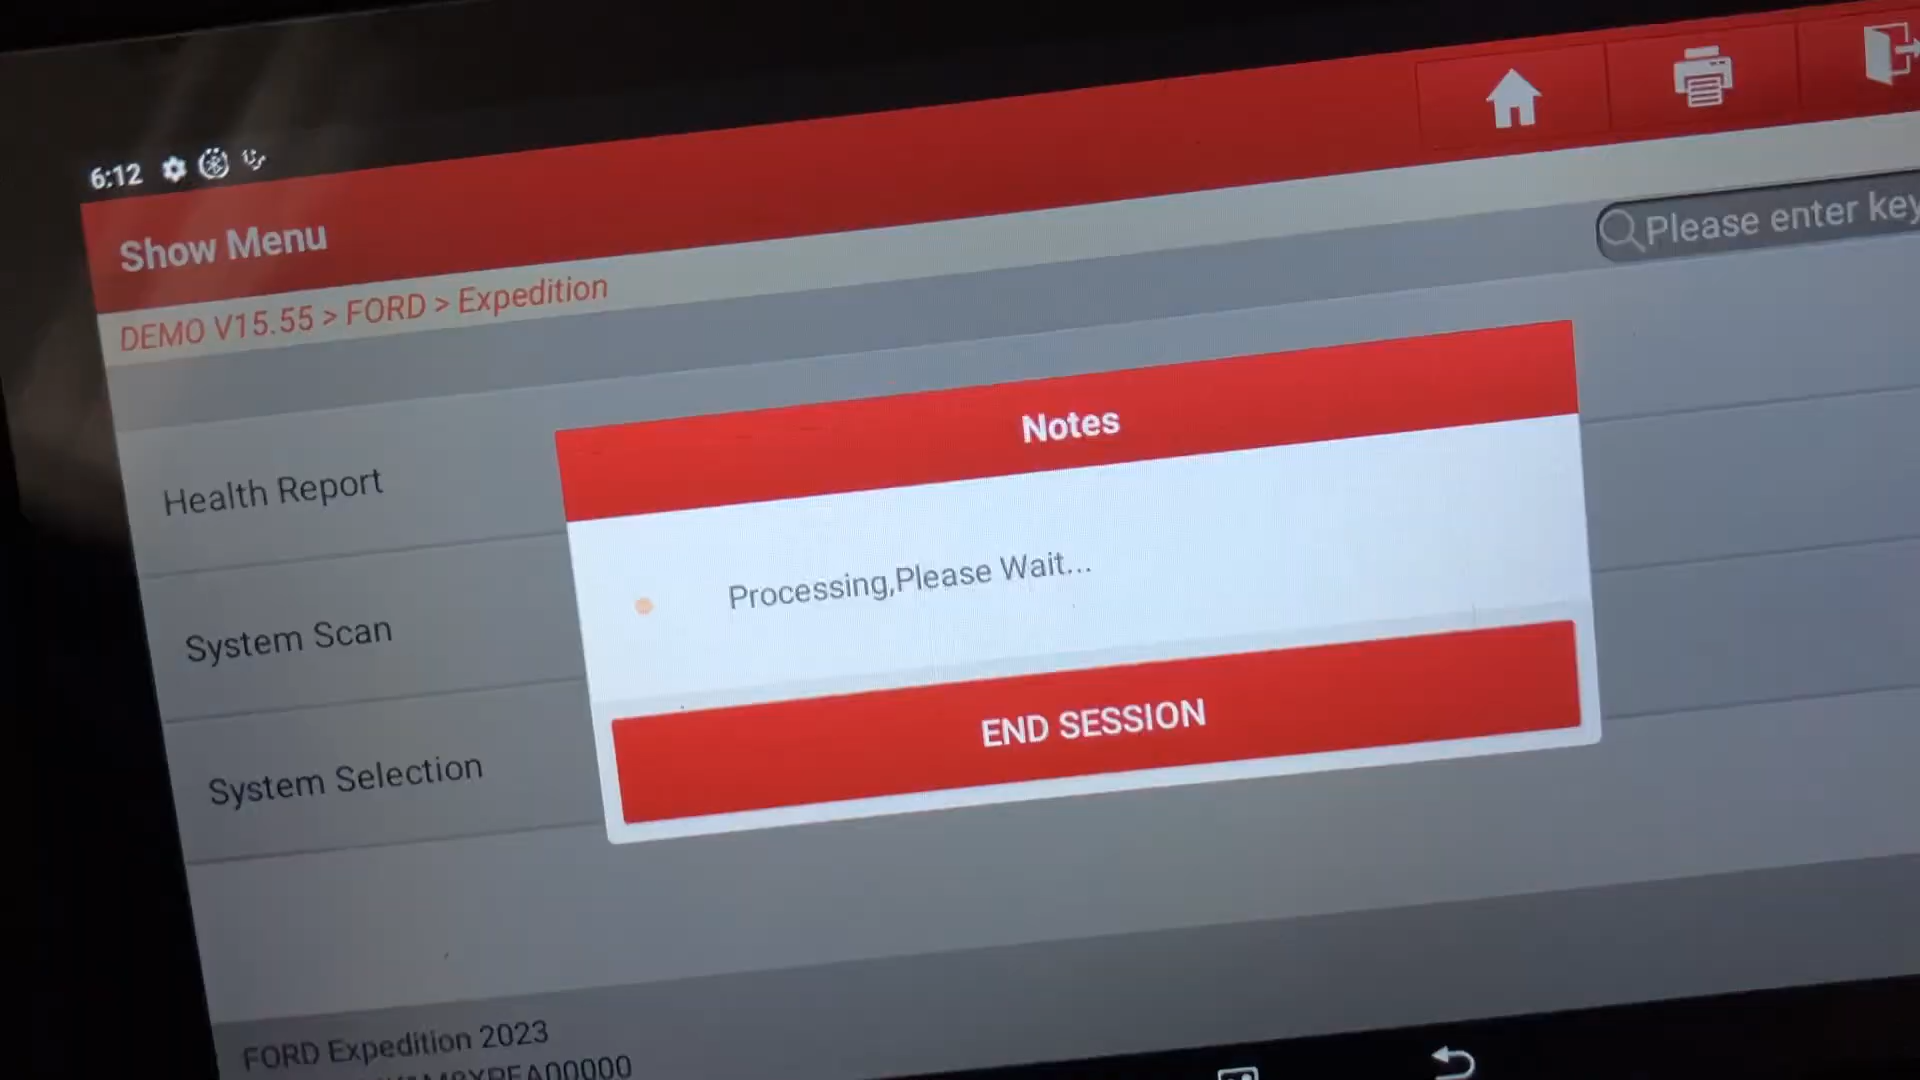 6:12
Show Menu
DEMO V15.55 > FORD > Expedition
Please enter key
Notes
Health Report
Processing,Please Wait...
System Scan
END SESSION
System Selection
FORD Expedition 2023